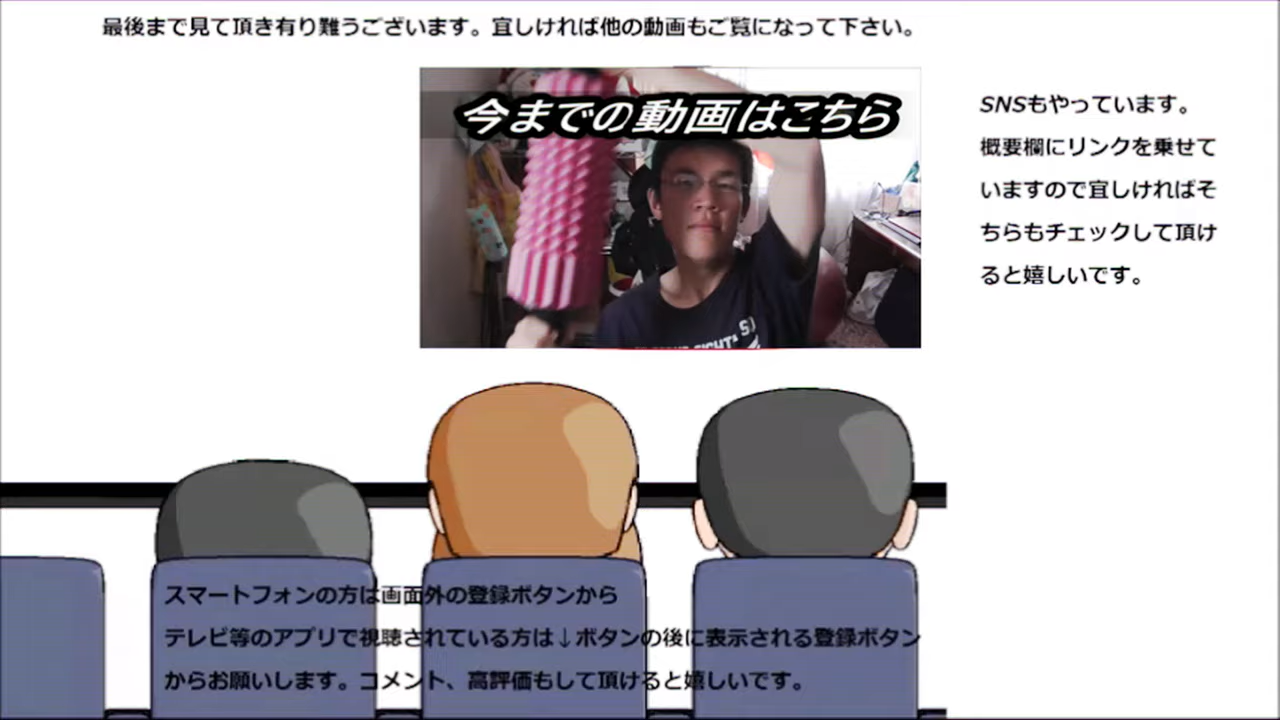 最後まで見て頂き有り難うございます。宜しければ他の動画もご覧になって下さい。
今までの動画はこちら
SNSもやっています。
概要欄にリンクを乗せて
いますので宜しければそ
ちらもチェックして頂け
ると嬉しいです。
スマートフォンの方は画面外の登録ボタンから
テレビ等のアプリで視聴されている方は↓ボタンの後に表示される登録ボタン
からお願いします。コメント、高評価もして頂けると嬉しいです。